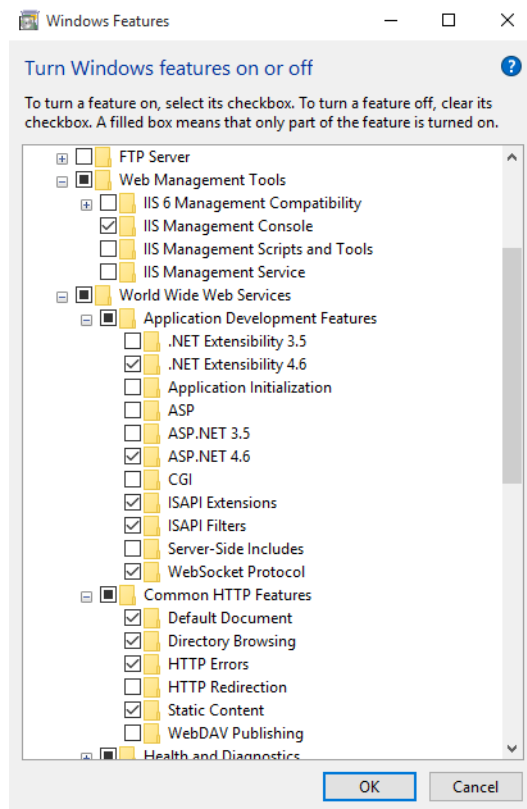 Windows Features
Turn Windows features on or off
?
To turn a feature on, select its checkbox. To turn a feature off, clear its
checkbox. A filled box means that only part of the feature is turned on.
FTP Server
Web Management Tools
IIS 6 Management Compatibility
IIS Management Console
IIS Management Scripts and Tools
IIS Management Service
World Wide Web Services
Application Development Features
.NET Extensibility 3.5
.NET Extensibility 4.6
Application Initialization
ASP
ASP.NET 3.5
ASP.NET 4.6
CGI
ISAPI Extensions
ISAPI Filters
Server-Side Includes
WebSocket Protocol
Common HTTP Features
Default Document
Directory Browsing
HTTP Errors
HTTP Redirection
Static Content
WebDAV Publishing
Health and Diagnostics
OK Cancel